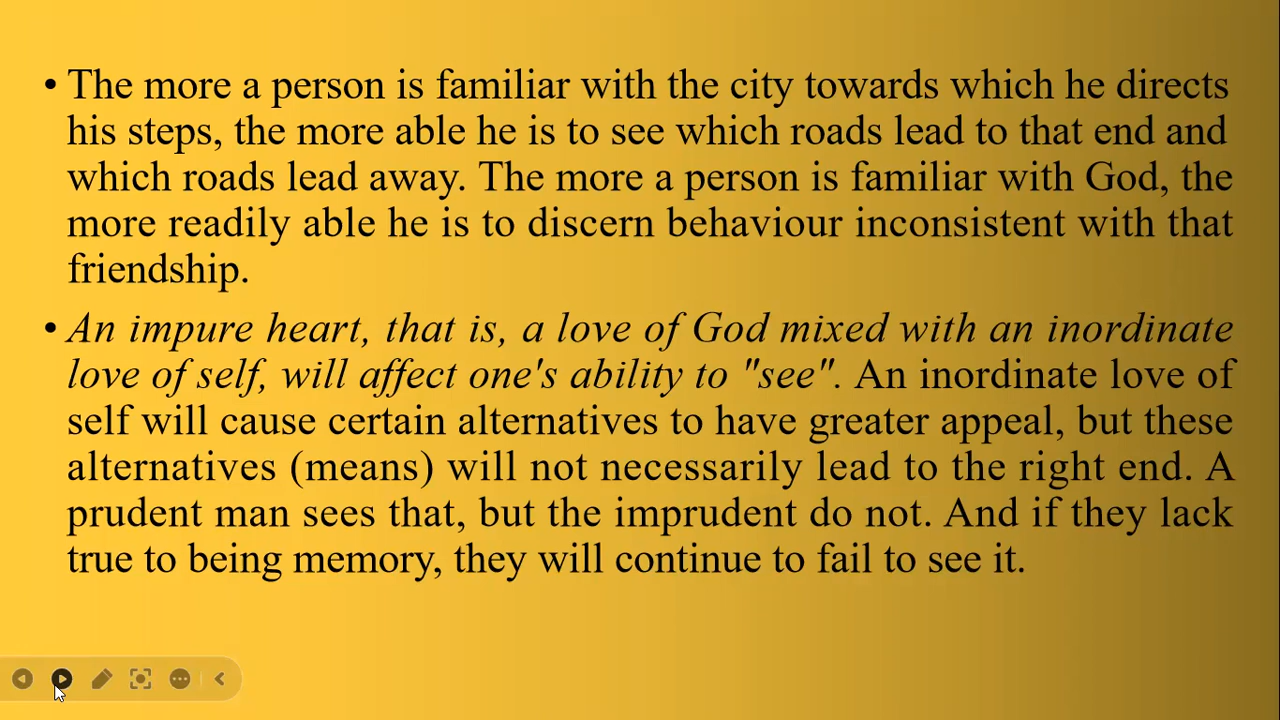 • The more a person is familiar with the city towards which he directs
his steps, the more able he is to see which roads lead to that end and
which roads lead away. The more a person is familiar with God, the
more readily able he is to discern behaviour inconsistent with that
friendship.
• An impure heart, that is, a love of God mixed with an inordinate
love of self, will affect one's ability to "see". An inordinate love of
self will cause certain alternatives to have greater appeal, but these
alternatives (means) will not necessarily lead to the right end. A
prudent man sees that, but the imprudent do not. And if they lack
true to being memory, they will continue to fail to see it.